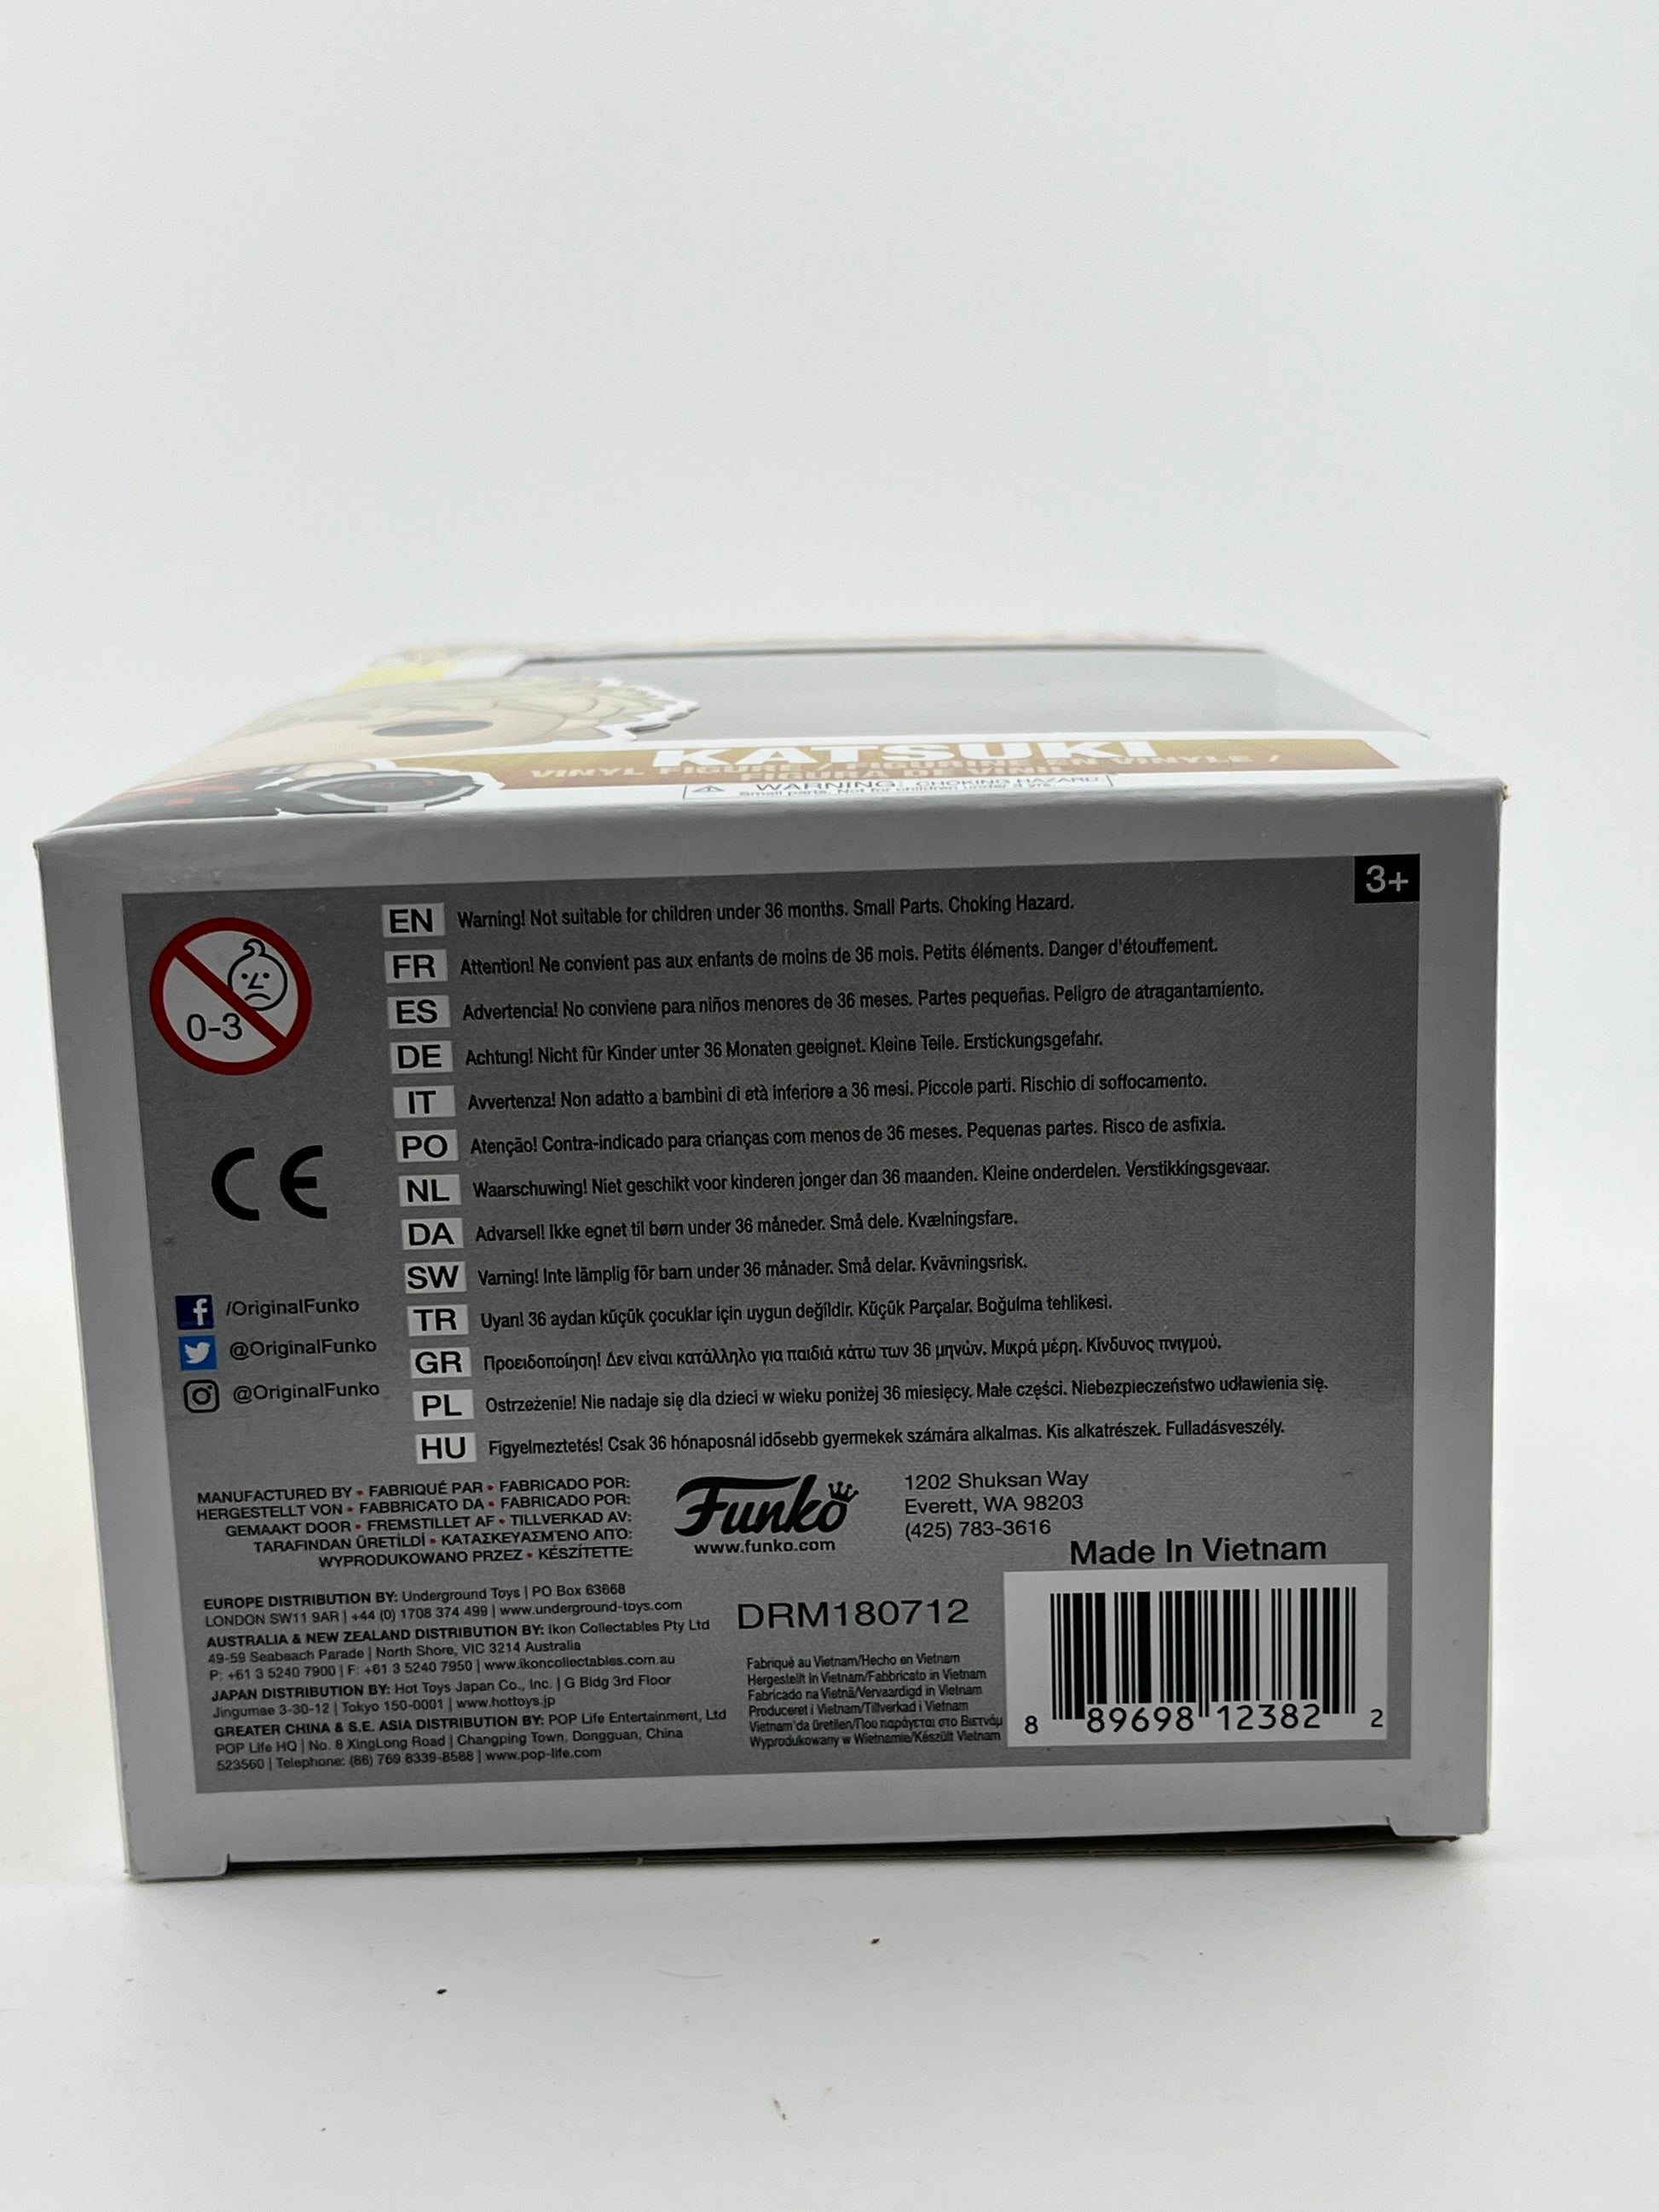 KATSUKI
VINYL FIGURE / FIGURINE EN VINYLE /
FIGURA DE VINIL
WARNING: CHOKING HAZARD.
Small parts. Not for children under 3 yrs.
3+
0-3
EN Warning! Not suitable for children under 36 months. Small Parts. Choking Hazard.
FR Attention! Ne convient pas aux enfants de moins de 36 mois. Petits éléments. Danger d'étouffement.
ES Advertencia! No conviene para niños menores de 36 meses. Partes pequeñas. Peligro de atragantamiento.
DE Achtung! Nicht für Kinder unter 36 Monaten geeignet. Kleine Teile. Erstickungsgefahr.
IT Avvertenza! Non adatto a bambini di età inferiore a 36 mesi. Piccole parti. Rischio di soffocamento.
PO Atenção! Contra-indicado para crianças com menos de 36 meses. Pequenas partes. Risco de asfixia.
NL Waarschuwing! Niet geschikt voor kinderen jonger dan 36 maanden. Kleine onderdelen. Verstikkingsgevaar.
DA Advarsel! Ikke egnet til børn under 36 måneder. Små dele. Kvælningsfare.
SW Varning! Inte lämplig för barn under 36 månader. Små delar. Kvävningsrisk.
TR Uyarı! 36 aydan küçük çocuklar için uygun değildir. Küçük Parçalar. Boğulma tehlikesi.
GR Προειδοποίηση! Δεν είναι κατάλληλο για παιδιά κάτω των 36 μηνών. Μικρά μέρη. Κίνδυνος πνιγμού.
PL Ostrzeżenie! Nie nadaje się dla dzieci w wieku poniżej 36 miesięcy. Małe części. Niebezpieczeństwo udławienia się.
HU Figyelmeztetés! Csak 36 hónaposnál idősebb gyermekek számára alkalmas. Kis alkatrészek. Fulladásveszély.
CE
/OriginalFunko
@OriginalFunko
@OriginalFunko
MANUFACTURED BY • FABRIQUÉ PAR • FABRICADO POR:
HERGESTELLT VON • FABBRICATO DA • FABRICADO POR:
GEMAAKT DOOR • FREMSTILLET AF • TILLVERKAD AV:
TARAFINDAN ÜRETİLDİ • ΚΑΤΑΣΚΕΥΑΣΜΈΝΟ ΑΠΌ:
WYPRODUKOWANO PRZEZ • KÉSZÍTETTE:
Funko
www.funko.com
1202 Shuksan Way
Everett, WA 98203
(425) 783-3616
Made In Vietnam
EUROPE DISTRIBUTION BY: Underground Toys | PO Box 63668
LONDON SW11 9AR | +44 (0) 1708 374 499 | www.underground-toys.com
AUSTRALIA & NEW ZEALAND DISTRIBUTION BY: Ikon Collectables Pty Ltd
49-59 Seabeach Parade | North Shore, VIC 3214 Australia
P: +61 3 5240 7900 | F: +61 3 5240 7950 | www.ikoncollectables.com.au
JAPAN DISTRIBUTION BY: Hot Toys Japan Co., Inc. | G Bldg 3rd Floor
Jingumae 3-30-12 | Tokyo 150-0001 | www.hottoys.jp
GREATER CHINA & S.E. ASIA DISTRIBUTION BY: POP Life Entertainment, Ltd
POP Life HQ | No. 8 XingLong Road | Changping Town, Dongguan, China
523560 | Telephone: (86) 769 8339-8588 | www.pop-life.com
DRM180712
Fabriqué au Vietnam/Hecho en Vietnam
Hergestellt in Vietnam/Fabbricato in Vietnam
Fabricado na Vietnã/Vervaardigd in Vietnam
Produceret i Vietnam/Tillverkad i Vietnam
Vietnam'da üretilen/Που παράγεται στο Βιετνάμ
Wyprodukowany w Wietnamie/Készült Vietnam
8 89698 12382 2